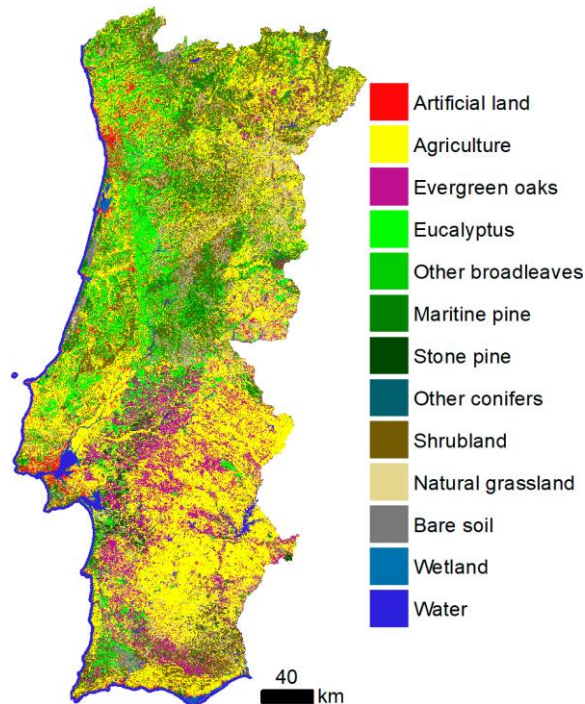 Artificial land
Agriculture
Evergreen oaks
Eucalyptus
Other broadleaves
Maritime pine
Stone pine
Other conifers
Shrubland
Natural grassland
Bare soil
Wetland
Water
40
km